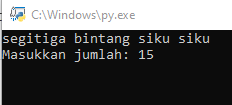 C:\Windows\py.exe
segitiga bintang siku siku
Masukkan jumlah: 15